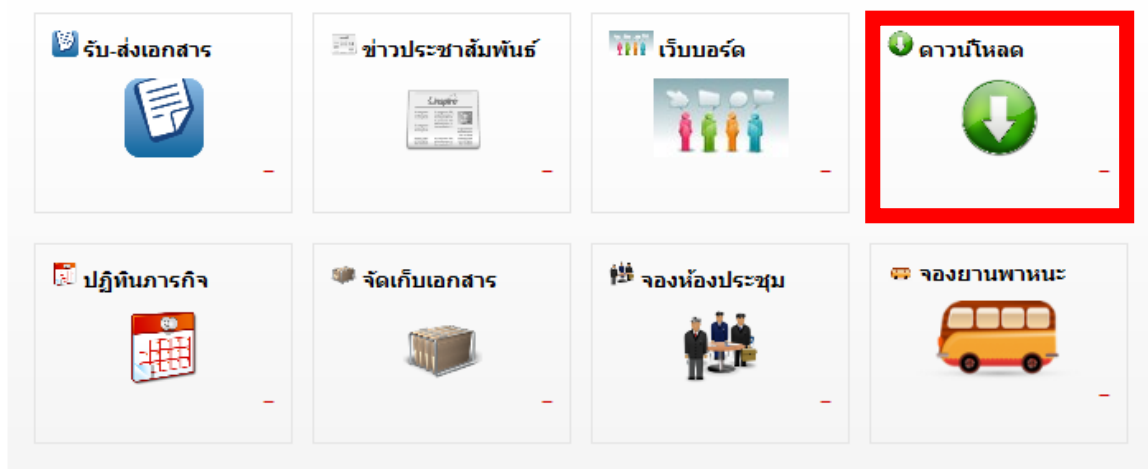 รับ-ส่งเอกสาร
ข่าวประชาสัมพันธ์
เว็บบอร์ด
ดาวน์โหลด
Linspire
–
–
–
–
ปฏิทินภารกิจ
จัดเก็บเอกสาร
จองห้องประชุม
จองยานพาหนะ
–
–
–
–